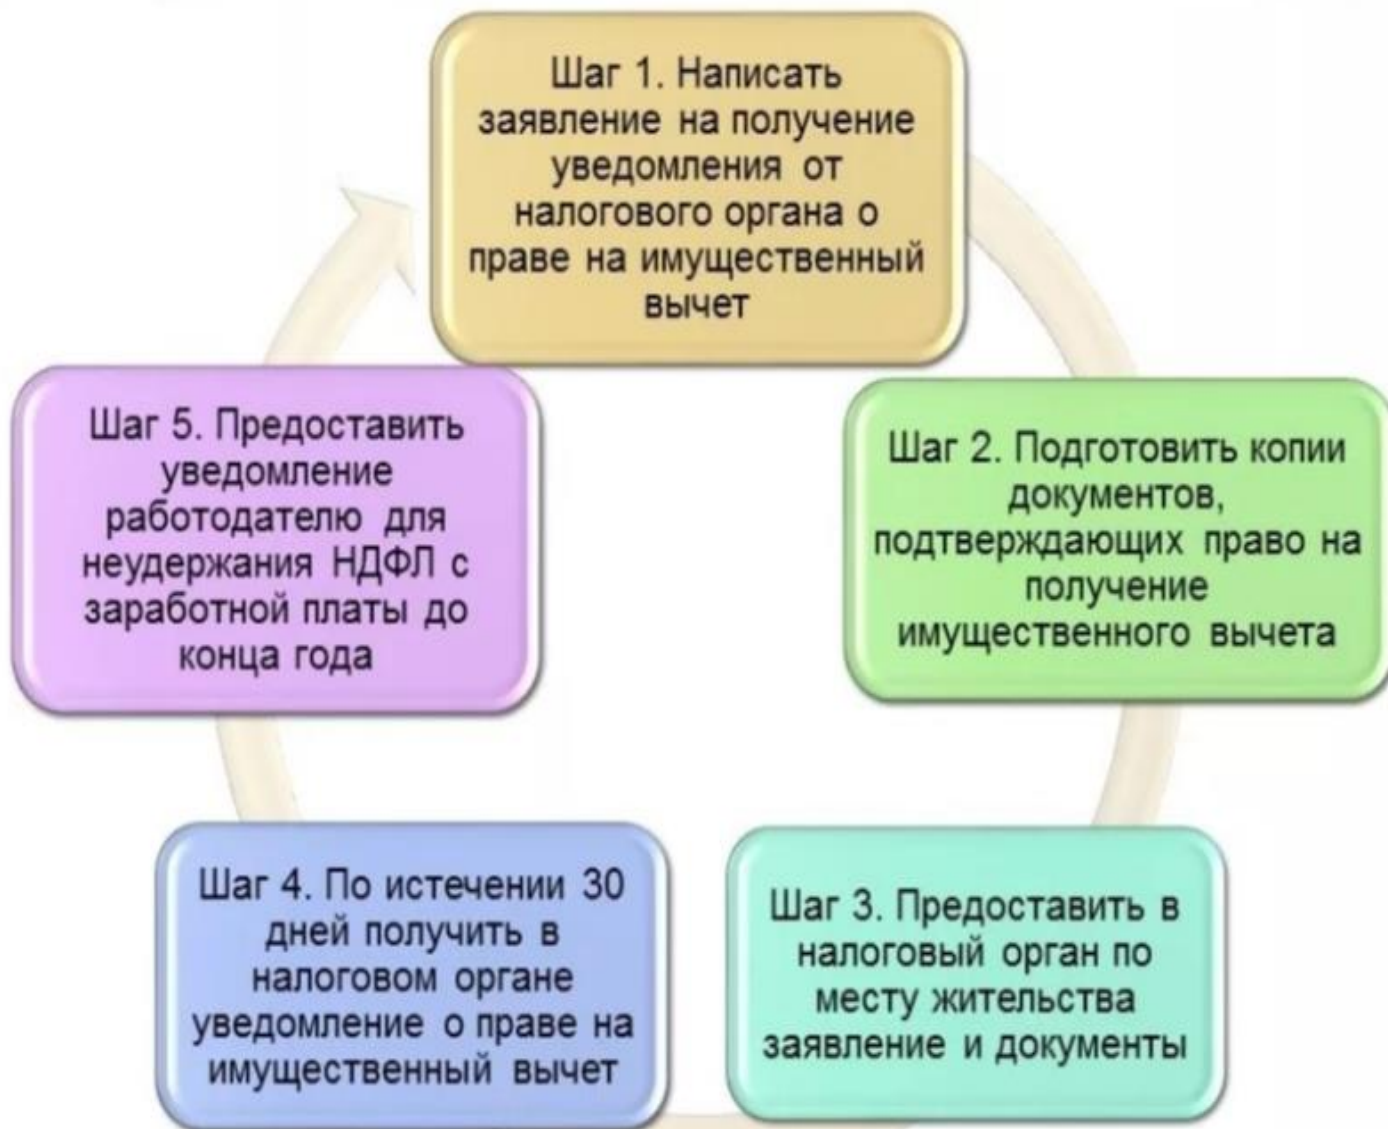 Шаг 1. Написать
заявление на получение
уведомления от
налогового органа о
праве на имущественный
вычет
Шаг 2. Подготовить копии
документов,
подтверждающих право на
получение
имущественного вычета
Шаг 3. Предоставить в
налоговый орган по
месту жительства
заявление и документы
Шаг 4. По истечении 30
дней получить в
налоговом органе
уведомление о праве на
имущественный вычет
Шаг 5. Предоставить
уведомление
работодателю для
неудержания НДФЛ с
заработной платы до
конца года